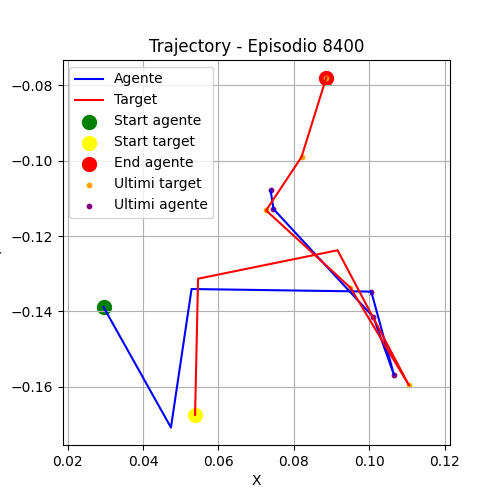 Trajectory - Episodio 8400
Agente
Target
Start agente
Start target
End agente
Ultimi target
Ultimi agente
−0.08
−0.10
−0.12
−0.14
−0.16
0.02 0.04 0.06 0.08 0.10 0.12
X